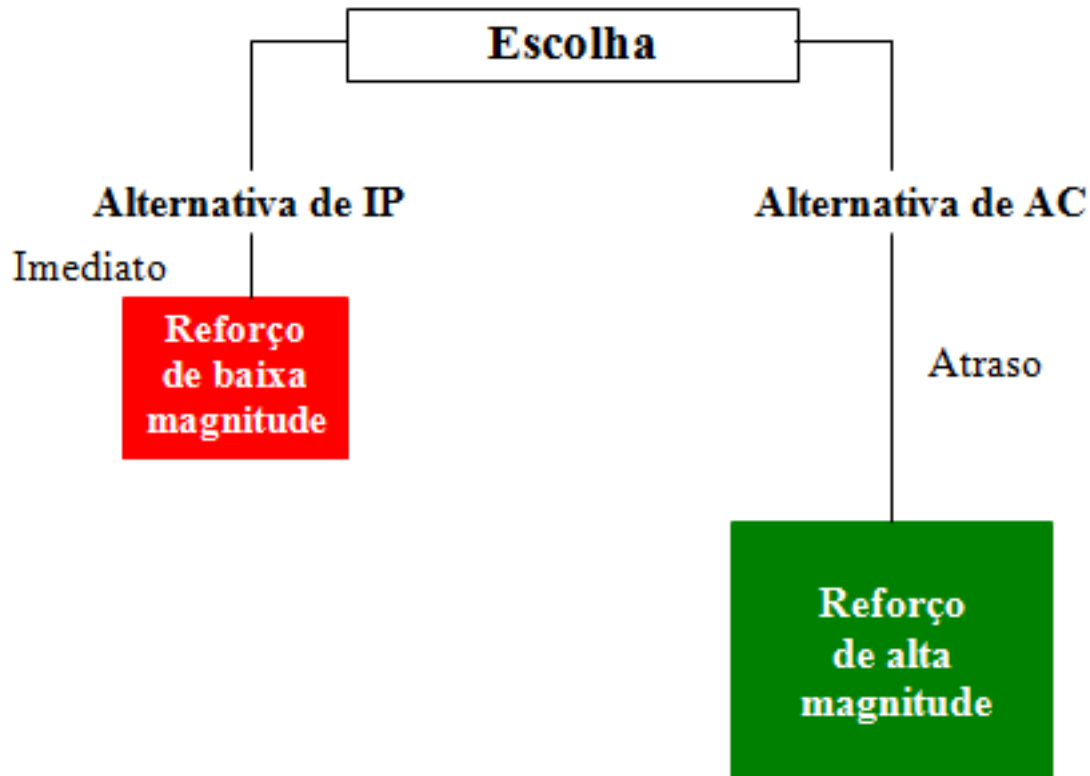 Escolha
Alternativa de IP
Alternativa de AC
Imediato
Reforço
de baixa
magnitude
Atraso
Reforço
de alta
magnitude